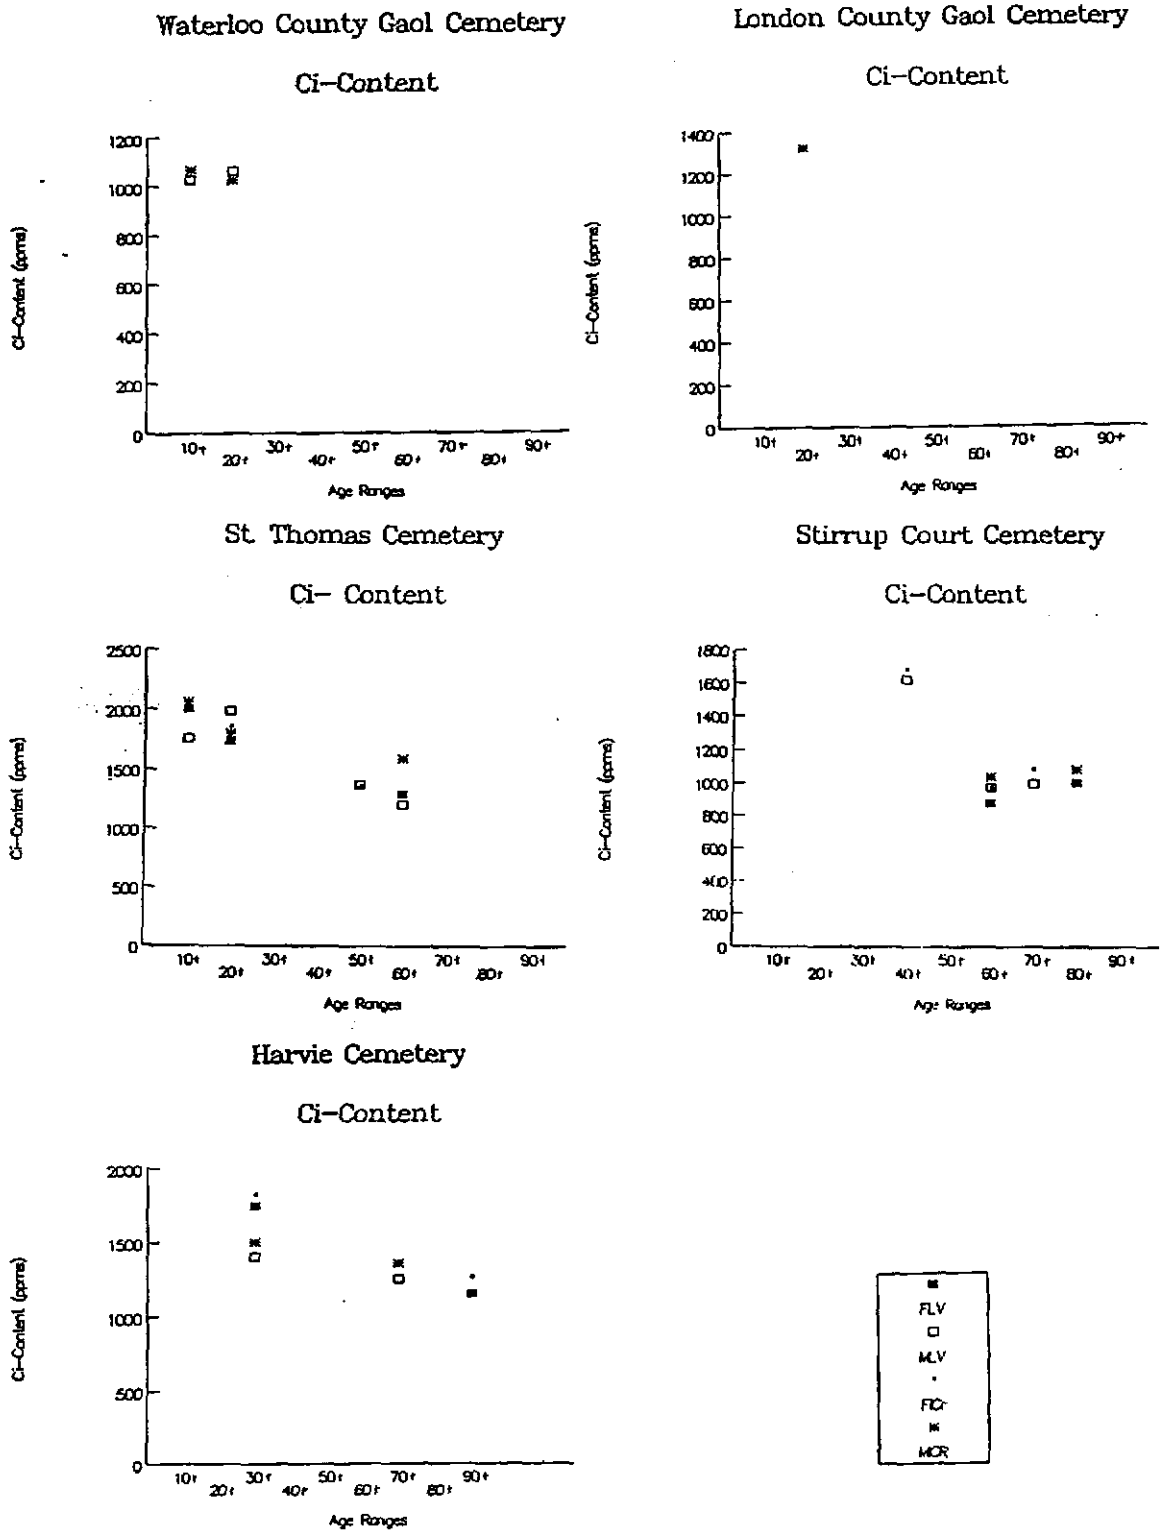 Waterloo County Gaol Cemetery
Ci-Content
1200
1000
800
600
400
200
0
Ci-Content (ppms)
10+ 30+ 50+ 70+ 90+
20+ 40+ 60+ 80+
Age Ranges
London County Gaol Cemetery
Ci-Content
1400
1200
1000
800
600
400
200
0
Ci-Content (ppms)
10+ 30+ 50+ 70+ 90+
20+ 40+ 60+ 80+
Age Ranges
St. Thomas Cemetery
Ci- Content
2500
2000
1500
1000
500
0
Ci-Content (ppms)
10+ 30+ 50+ 70+ 90+
20+ 40+ 60+ 80+
Age Ranges
Stirrup Court Cemetery
Ci-Content
1800
1600
1400
1200
1000
800
600
400
200
0
Ci-Content (ppms)
10+ 30+ 50+ 70+ 90+
20+ 40+ 60+ 80+
Age Ranges
Harvie Cemetery
Ci-Content
2000
1500
1000
500
0
Ci-Content (ppms)
10+ 30+ 50+ 70+ 90+
20+ 40+ 60+ 80+
Age Ranges
FLV
MLV
FlCr
MCR